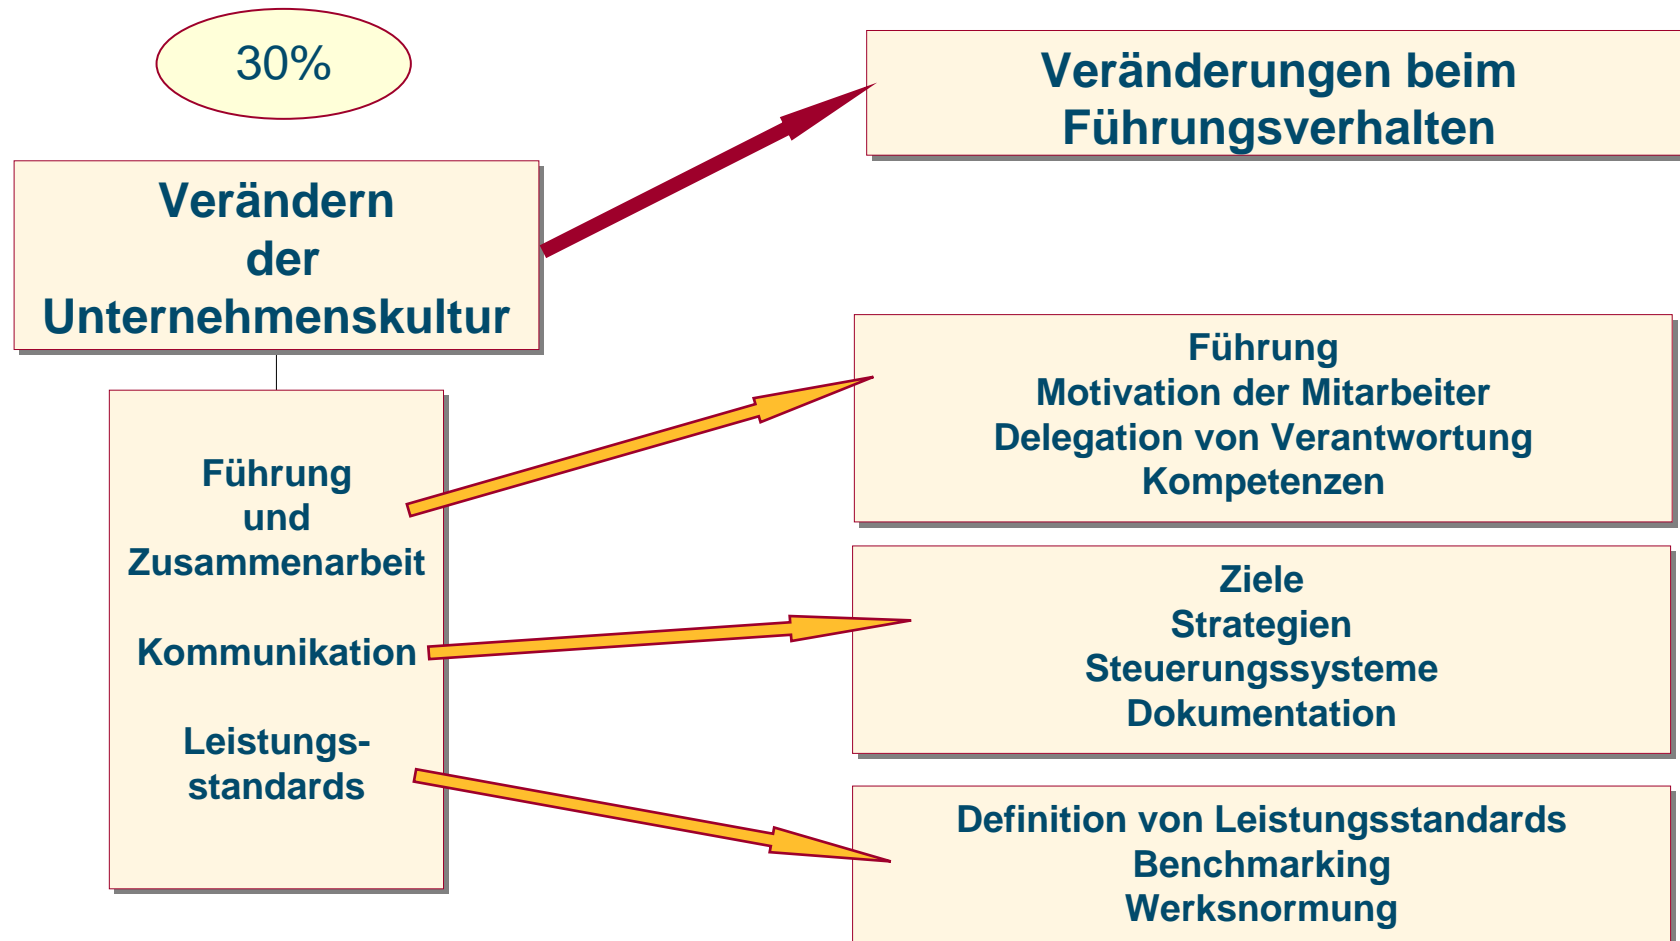 30%
Veränderungen beim
Führungsverhalten
Verändern
der
Unternehmenskultur
Führung
und
Zusammenarbeit
Kommunikation
Leistungs-
standards
Führung
Motivation der Mitarbeiter
Delegation von Verantwortung
Kompetenzen
Ziele
Strategien
Steuerungssysteme
Dokumentation
Definition von Leistungsstandards
Benchmarking
Werksnormung